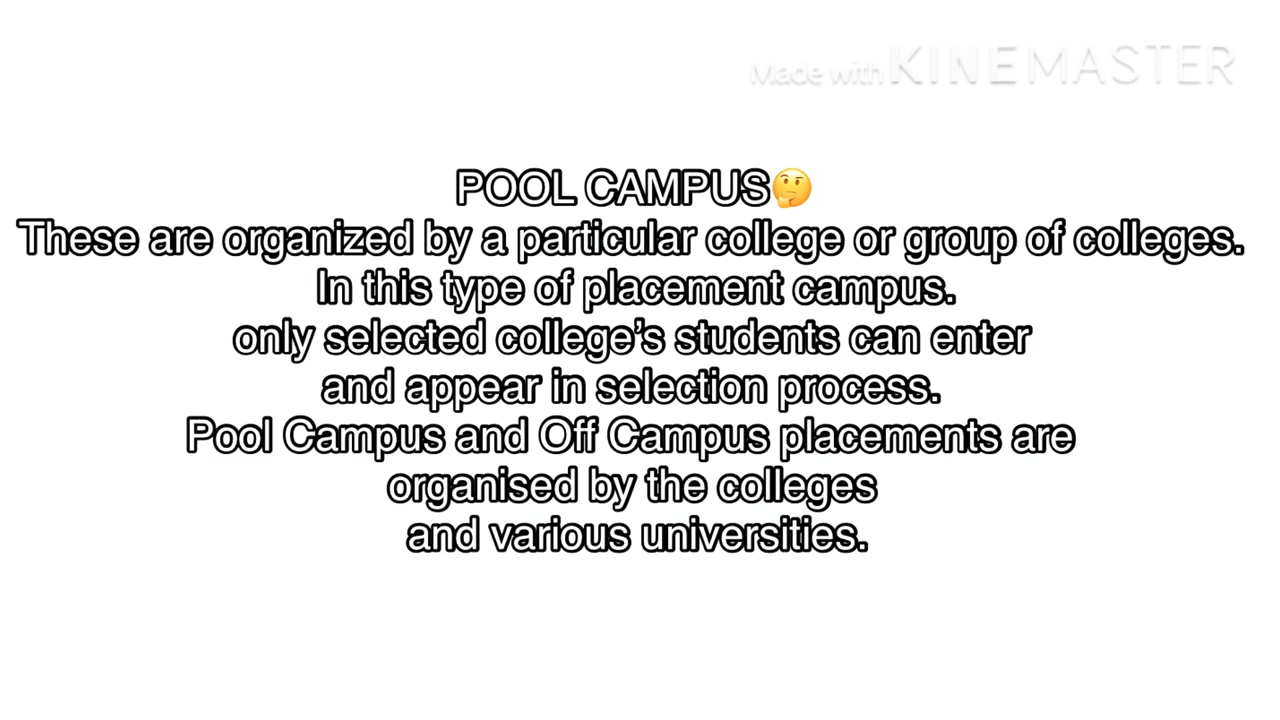 Made with KINEMASTER
POOL CAMPUS🤔
These are organized by a particular college or group of colleges.
In this type of placement campus.
only selected college’s students can enter
and appear in selection process.
Pool Campus and Off Campus placements are
organised by the colleges
and various universities.